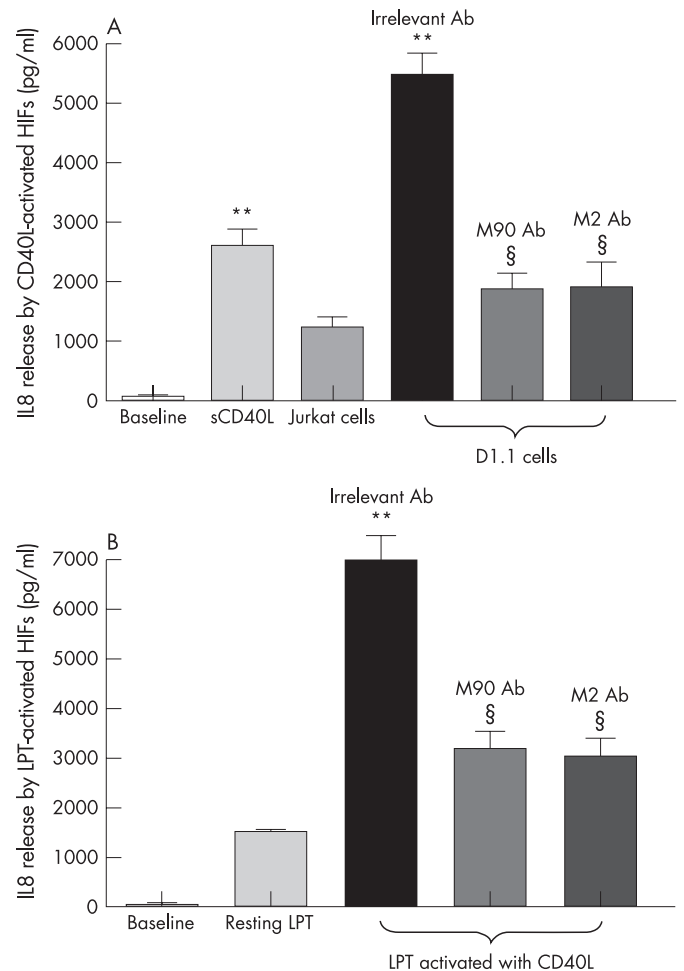 A
Irrelevant Ab
**
IL8 release by CD40L-activated HIFs (pg/ml)
6000
5000
4000
3000
2000
1000
0
**
M90 Ab
§
M2 Ab
§
Baseline
sCD40L
Jurkat cells
D1.1 cells
B
Irrelevant Ab
**
IL8 release by LPT-activated HIFs (pg/ml)
7000
6000
5000
4000
3000
2000
1000
0
M90 Ab
§
M2 Ab
§
Baseline
Resting LPT
LPT activated with CD40L